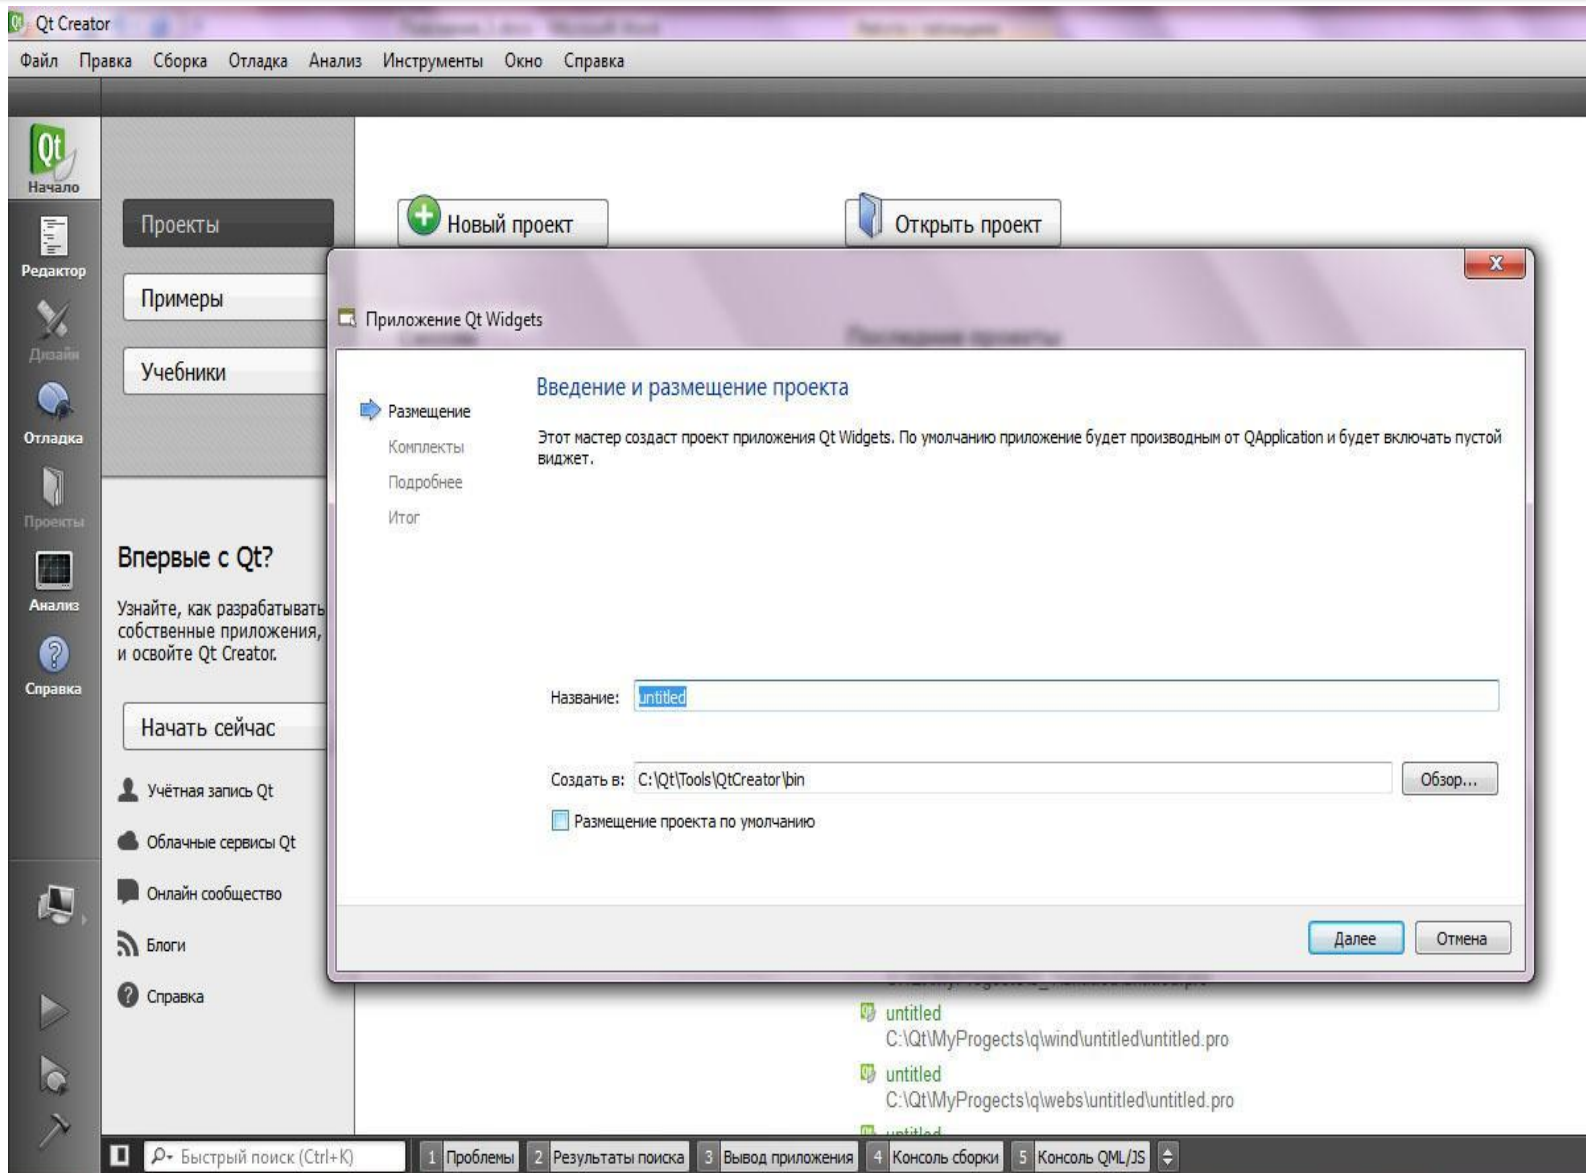 Qt Creator
Файл Правка Сборка Отладка Анализ Инструменты Окно Справка
Qt
Начало
Редактор
Дизайн
Отладка
Проекты
Анализ
Справка
Проекты
Примеры
Учебники
Впервые с Qt?
Узнайте, как разрабатывать
собственные приложения,
и освойте Qt Creator.
Начать сейчас
Учётная запись Qt
Облачные сервисы Qt
Онлайн сообщество
Блоги
Справка
Новый проект
Открыть проект
Последние проекты
Приложение Qt Widgets
Размещение
Комплекты
Подробнее
Итог
Введение и размещение проекта
Этот мастер создаст проект приложения Qt Widgets. По умолчанию приложение будет производным от QApplication и будет включать пустой
виджет.
Название: untitled
Создать в: C:\Qt\Tools\QtCreator\bin Обзор...
Размещение проекта по умолчанию
Далее Отмена
untitled
C:\Qt\MyProgects\q\wind\untitled\untitled.pro
untitled
C:\Qt\MyProgects\q\webs\untitled\untitled.pro
untitled
Быстрый поиск (Ctrl+K) 1 Проблемы 2 Результаты поиска 3 Вывод приложения 4 Консоль сборки 5 Консоль QML/JS